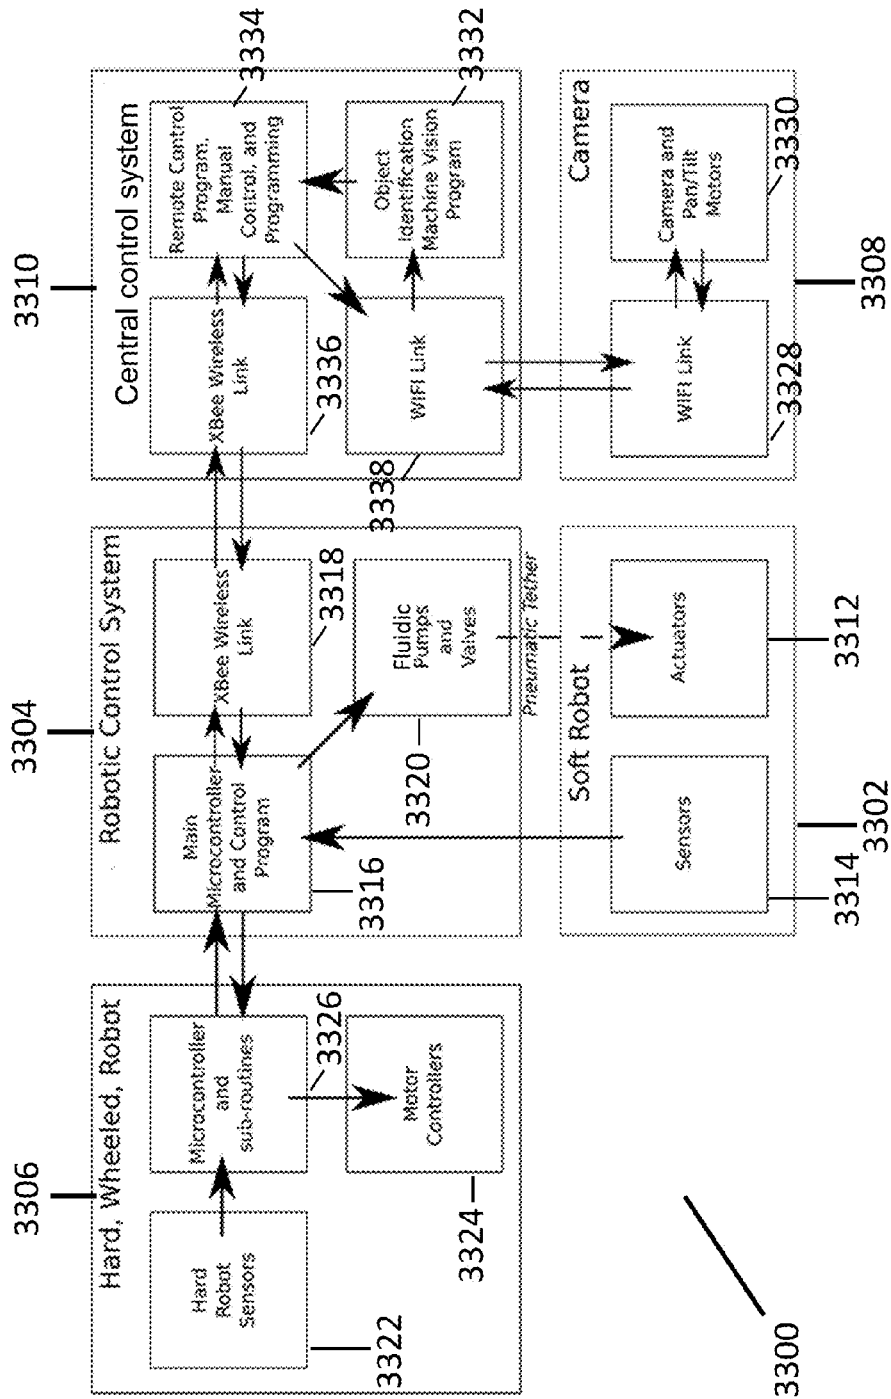 3306
3304
3310
Hard, Wheeled, Robot
Robotic Control System
Central control system
Hard
Robot
Sensors
3322
Microcontroller
and
sub-routines
3326
Motor
Controllers
3324
Main
Microcontroller
and Control
Program
3316
XBee Wireless
Link
3318
Fluidic
Pumps
and
Valves
3320
Pneumatic Tether
XBee Wireless
Link
3336
Remote Control
Program,
Manual
Control, and
Programming
3334
WIFI Link
3338
Object
Identification
Machine Vision
Program
3332
Soft Robot
Sensors
3314
Actuators
3312
3302
Camera
WIFI Link
3328
Camera and
Pan/Tilt
Motors
3330
3308
3300